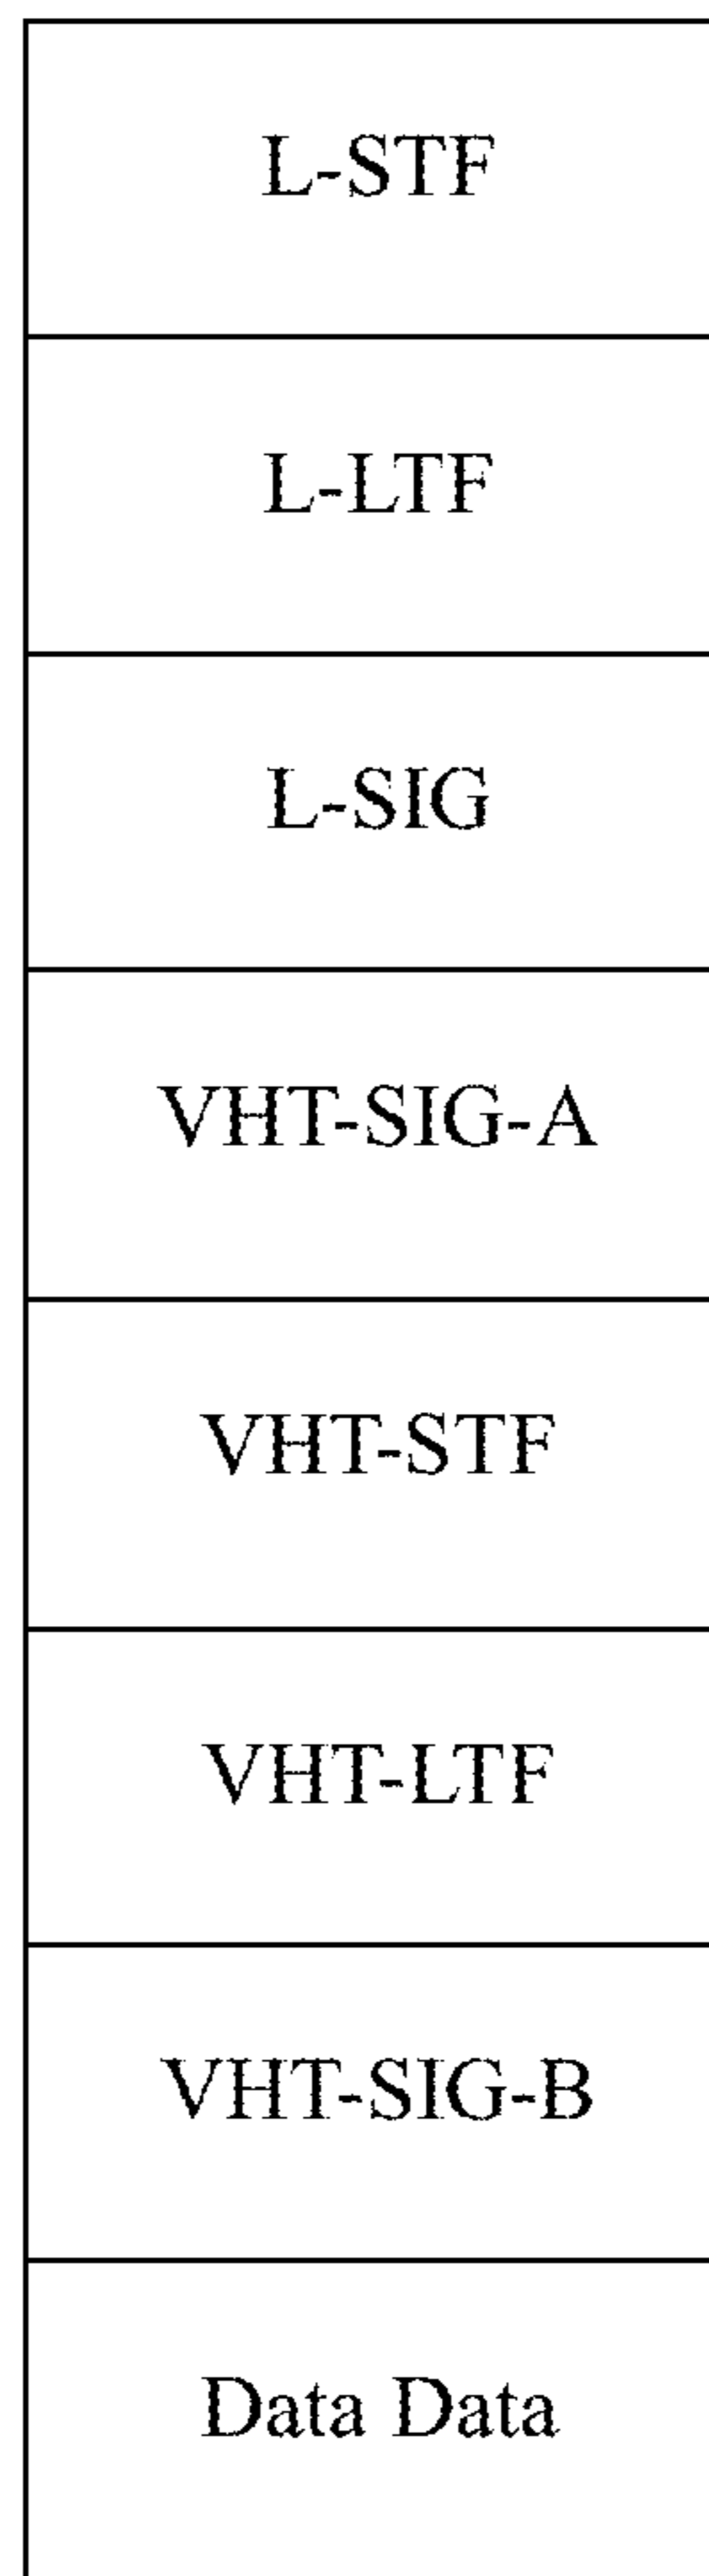 L-STF
L-LTF
L-SIG
VHT-SIG-A
VHT-STF
VHT-LTF
VHT-SIG-B
Data Data